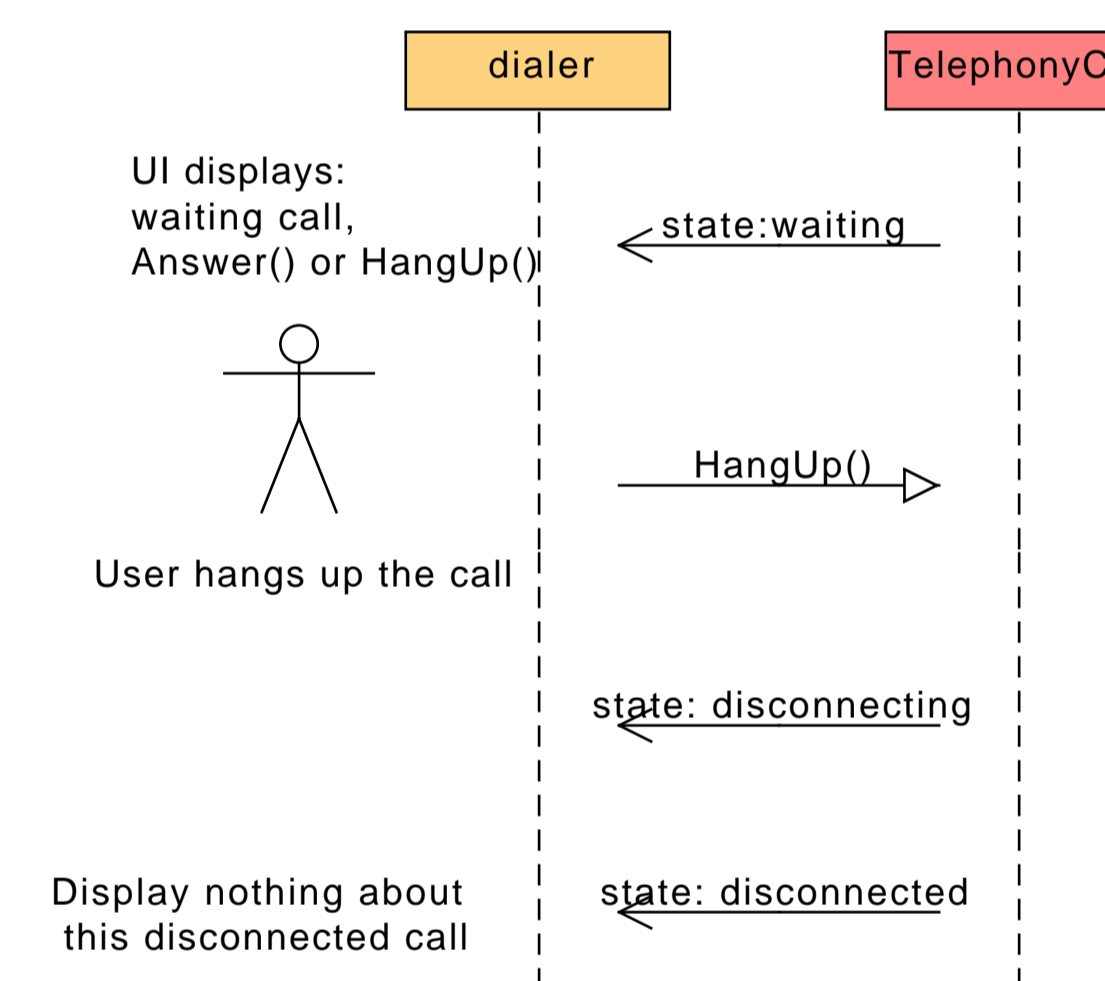 dialer
TelephonyC
UI displays:
waiting call,
Answer() or HangUp()
state:waiting
HangUp()
User hangs up the call
state: disconnecting
Display nothing about
this disconnected call
state: disconnected